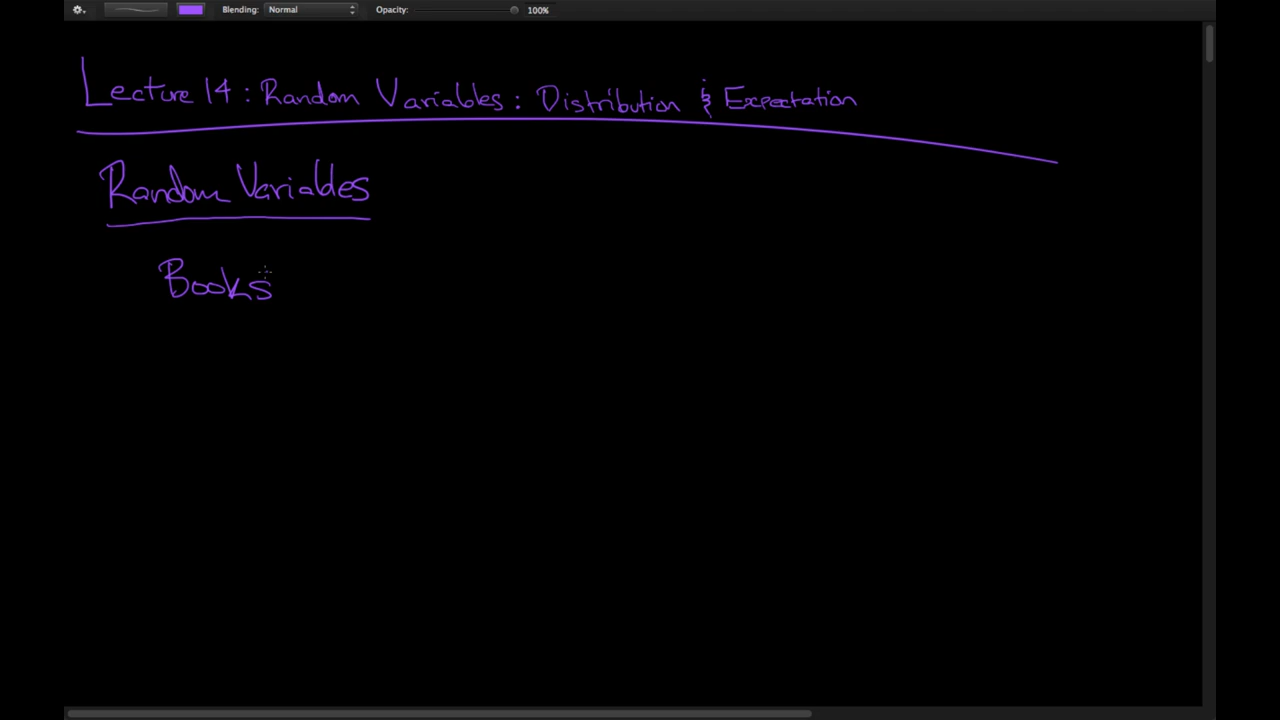 Blending: Normal Opacity: 100%
Lecture 14: Random Variables: Distribution & Expectation
Random Variables
Books